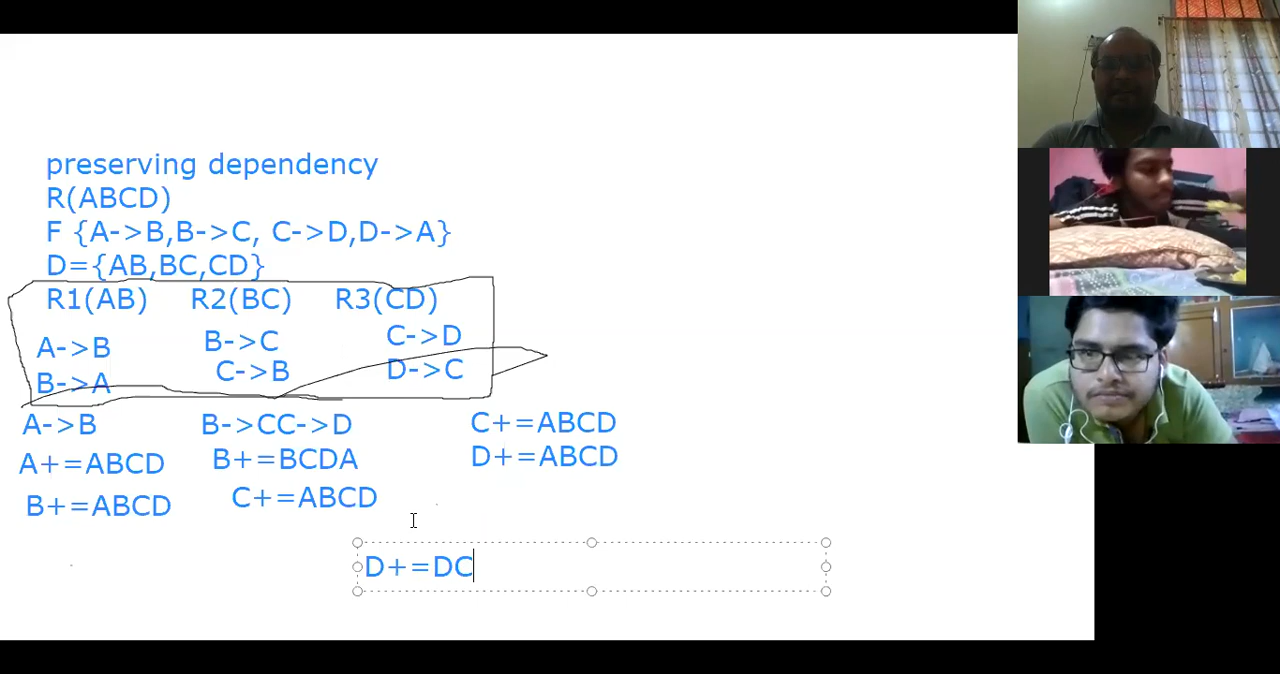 preserving dependency
R(ABCD)
F {A->B,B->C, C->D,D->A}
D={AB,BC,CD}
R1(AB) R2(BC) R3(CD)
A->B B->C C->D
B->A C->B D->C
A->B B->CC->D C+=ABCD
A+=ABCD B+=BCDA D+=ABCD
B+=ABCD C+=ABCD
D+=DC